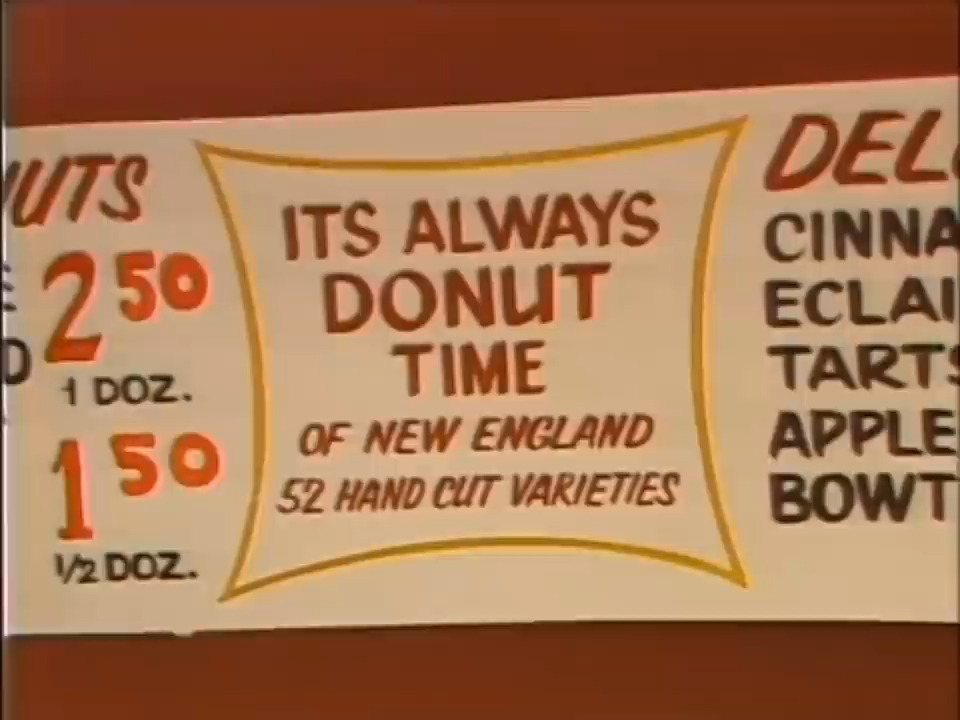 UTS
2 50
1 DOZ.
1 50
1/2 DOZ.
ITS ALWAYS
DONUT
TIME
OF NEW ENGLAND
52 HAND CUT VARIETIES
DEL
CINNA
ECLAI
TARTS
APPLE
BOWT